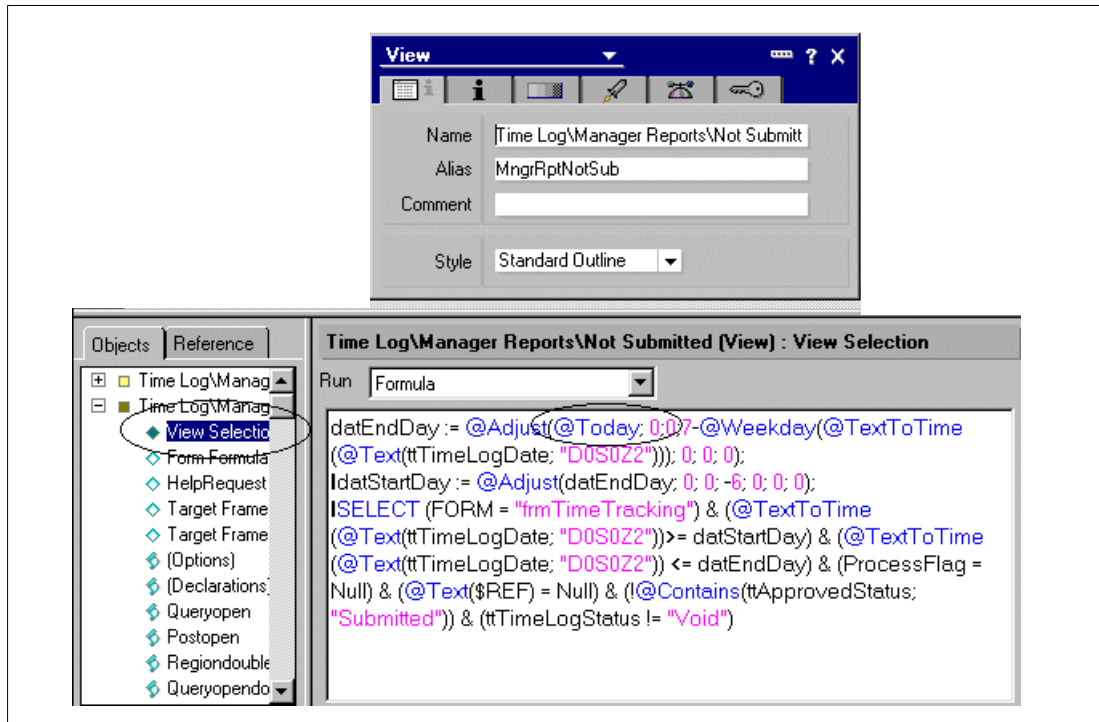 View
? X
i
Name Time Log\Manager Reports\Not Submitt
Alias MngrRptNotSub
Comment
Style Standard Outline
Objects Reference
Time Log\Manager Reports\Not Submitted (View) : View Selection
Time Log\Manag
Time Log\Manag
View Selectio
Form Formula
HelpRequest
Target Frame
Target Frame
(Options)
(Declarations)
Queryopen
Postopen
Regiondouble
Queryopendo
Run Formula
datEndDay := @Adjust(@Today; 0;0;7-@Weekday(@TextToTime
(@Text(ttTimeLogDate; "D0S0Z2"))); 0; 0; 0);
datStartDay := @Adjust(datEndDay; 0; 0; -6; 0; 0; 0);
SELECT (FORM = "frmTimeTracking") & (@TextToTime
(@Text(ttTimeLogDate; "D0S0Z2"))>= datStartDay) & (@TextToTime
(@Text(ttTimeLogDate; "D0S0Z2")) <= datEndDay) & (ProcessFlag =
Null) & (@Text($REF) = Null) & (!@Contains(ttApprovedStatus;
"Submitted")) & (ttTimeLogStatus != "Void")